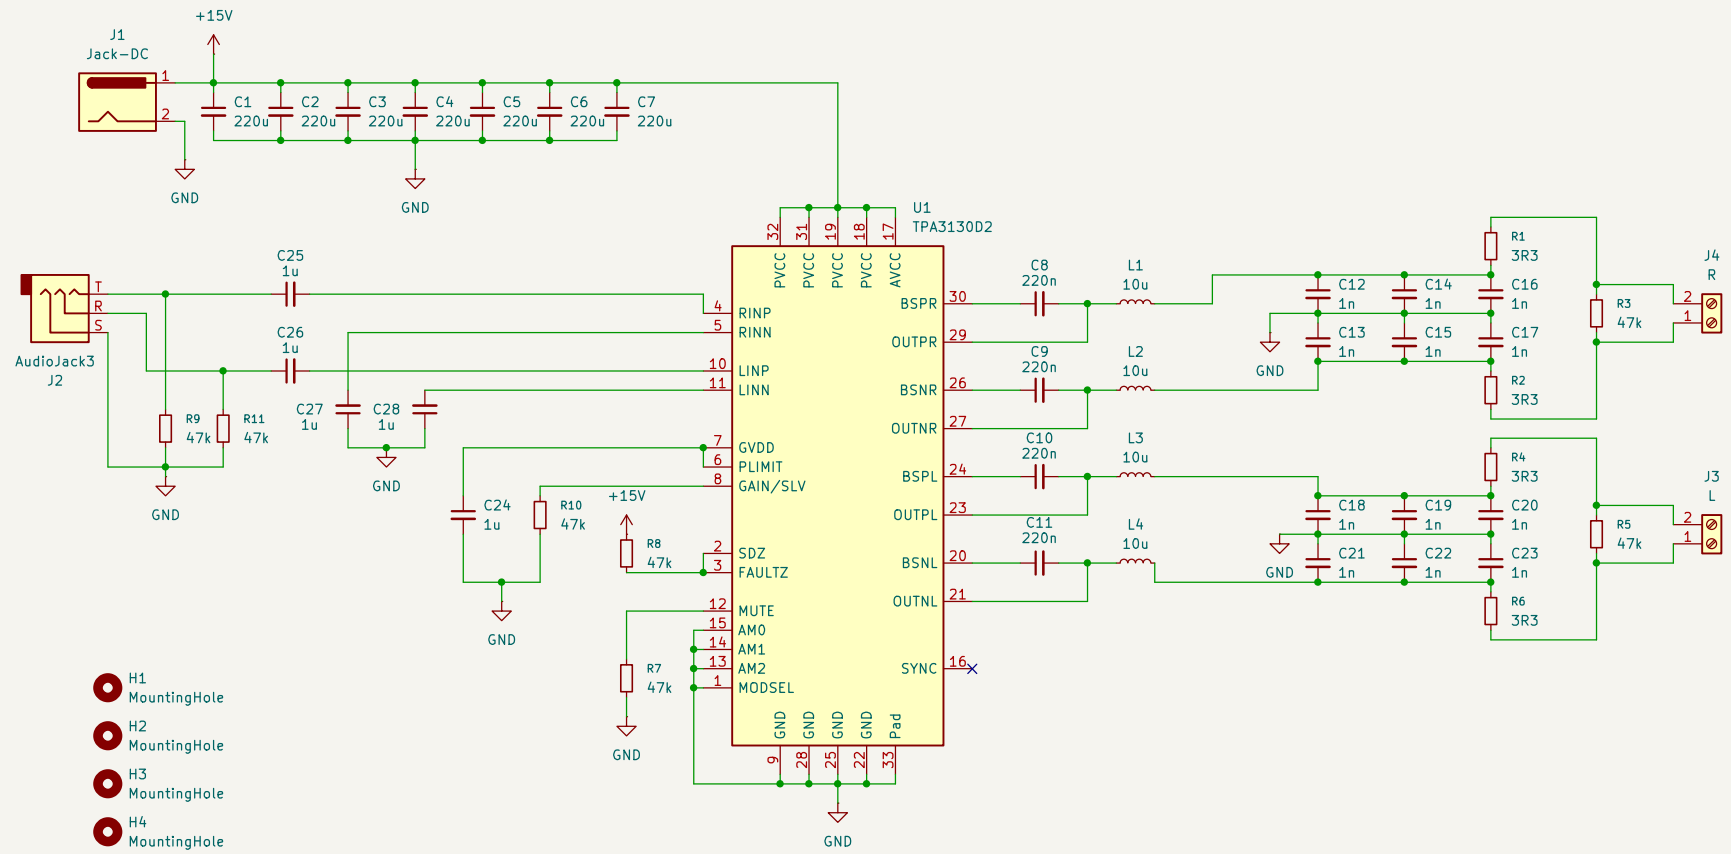 +15V
J1
Jack-DC
1
2
C1
220u
C2
220u
C3
220u
C4
220u
C5
220u
C6
220u
C7
220u
GND
GND
AudioJack3
J2
T
R
S
C25
1u
C26
1u
C27
1u
C28
1u
R9
47k
R11
47k
GND
GND
C24
1u
R10
47k
GND
+15V
R8
47k
R7
47k
GND
U1
TPA3130D2
32
31
19
18
17
PVCC
PVCC
PVCC
PVCC
AVCC
4
RINP
5
RINN
10
LINP
11
LINN
7
GVDD
6
PLIMIT
8
GAIN/SLV
2
SDZ
3
FAULTZ
12
MUTE
15
AM0
14
AM1
13
AM2
1
MODSEL
BSPR
30
OUTPR
29
BSNR
26
OUTNR
27
BSPL
24
OUTPL
23
BSNL
20
OUTNL
21
SYNC
16
GND
GND
GND
GND
Pad
9
28
25
22
33
GND
C8
220n
C9
220n
C10
220n
C11
220n
L1
10u
L2
10u
L3
10u
L4
10u
C12
1n
C14
1n
C16
1n
C13
1n
C15
1n
C17
1n
GND
R1
3R3
R2
3R3
R3
47k
J4
R
2
1
C18
1n
C19
1n
C20
1n
C21
1n
C22
1n
C23
1n
GND
R4
3R3
R6
3R3
R5
47k
J3
L
2
1
H1
MountingHole
H2
MountingHole
H3
MountingHole
H4
MountingHole